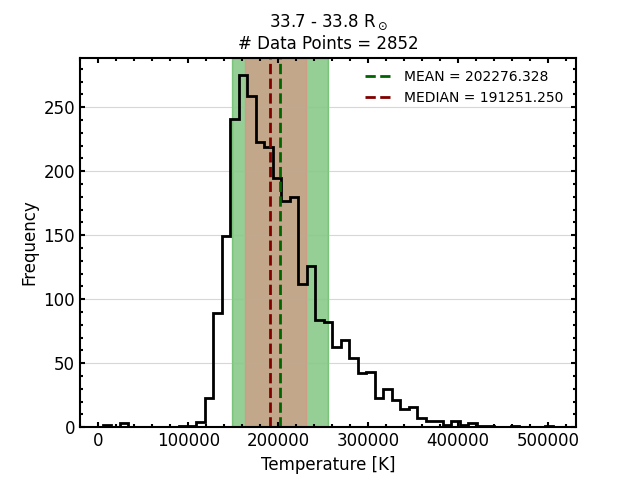 33.7 - 33.8 R⊙
# Data Points = 2852
MEAN = 202276.328
MEDIAN = 191251.250
Frequency
250
200
150
100
50
0
0 100000 200000 300000 400000 500000
Temperature [K]